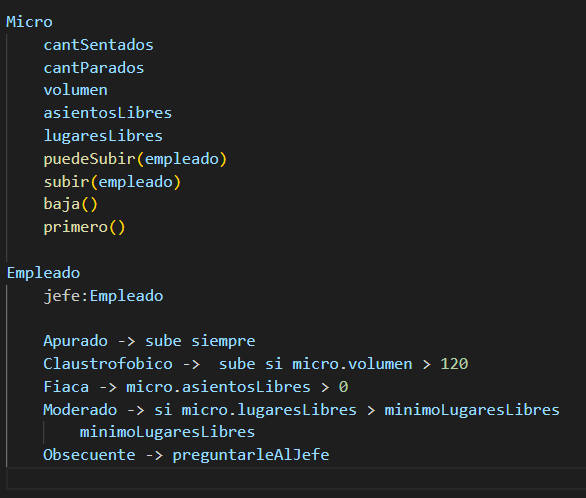 Micro
cantSentados
cantParados
volumen
asientosLibres
lugaresLibres
puedeSubir(empleado)
subir(empleado)
baja()
primero()
Empleado
jefe:Empleado
Apurado -> sube siempre
Claustrofobico ->  sube si micro.volumen > 120
Fiaca -> micro.asientosLibres > 0
Moderado -> si micro.lugaresLibres > minimoLugaresLibres
minimoLugaresLibres
Obsecuente -> preguntarleAlJefe